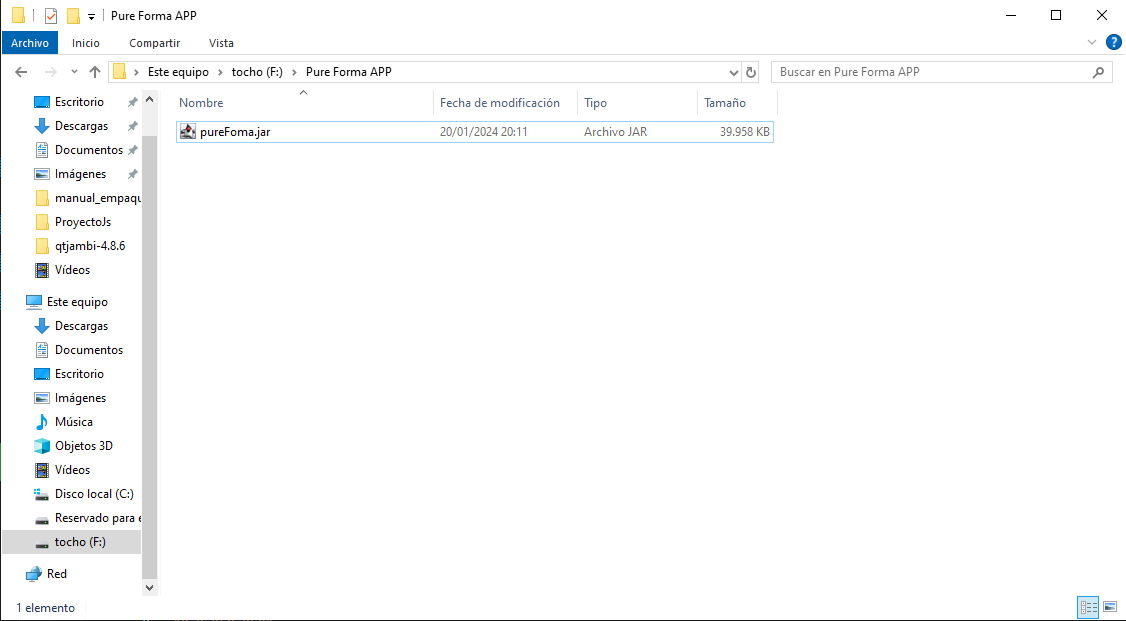 Pure Forma APP
Archivo Inicio Compartir Vista
Este equipo tocho (F:) Pure Forma APP Buscar en Pure Forma APP
Nombre Fecha de modificación Tipo Tamaño
pureFoma.jar 20/01/2024 20:11 Archivo JAR 39.958 KB
Escritorio
Descargas
Documentos
Imágenes
manual_empaqu
ProyectoJs
qtjambi-4.8.6
Vídeos
Este equipo
Descargas
Documentos
Escritorio
Imágenes
Música
Objetos 3D
Vídeos
Disco local (C:)
Reservado para e
tocho (F:)
Red
1 elemento